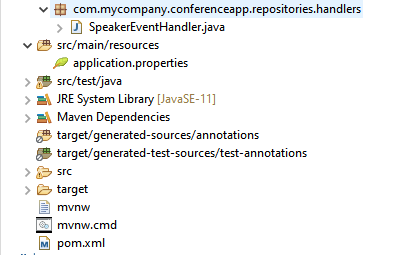 com.mycompany.conferenceapp.repositories.handlers
SpeakerEventHandler.java
src/main/resources
application.properties
src/test/java
JRE System Library [JavaSE-11]
Maven Dependencies
target/generated-sources/annotations
target/generated-test-sources/test-annotations
src
target
mvnw
mvnw.cmd
pom.xml